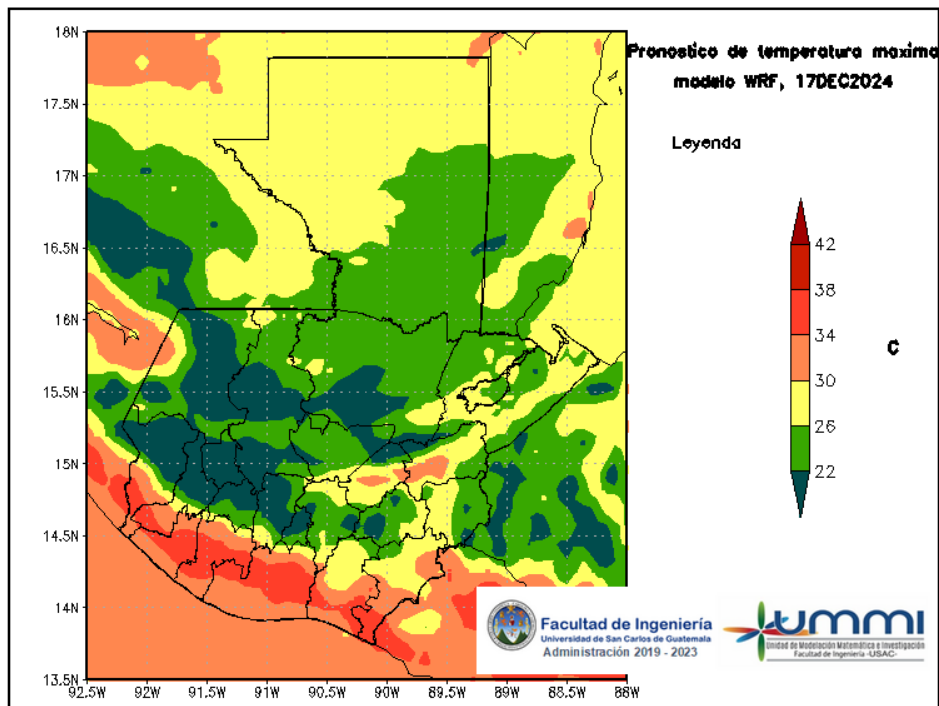 Pronostico de temperatura maxima
modelo WRF, 17DEC2024
Leyenda
42
38
34
30
26
22
C
18N
17.5N
17N
16.5N
16N
15.5N
15N
14.5N
14N
13.5N
92.5W
92W
91.5W
91W
90.5W
90W
89.5W
89W
88.5W
88W
Facultad de Ingeniería
Universidad de San Carlos de Guatemala
Administración 2019 - 2023
UMMI
Unidad de Modelación Matemática e Investigación
Facultad de Ingeniería -USAC-